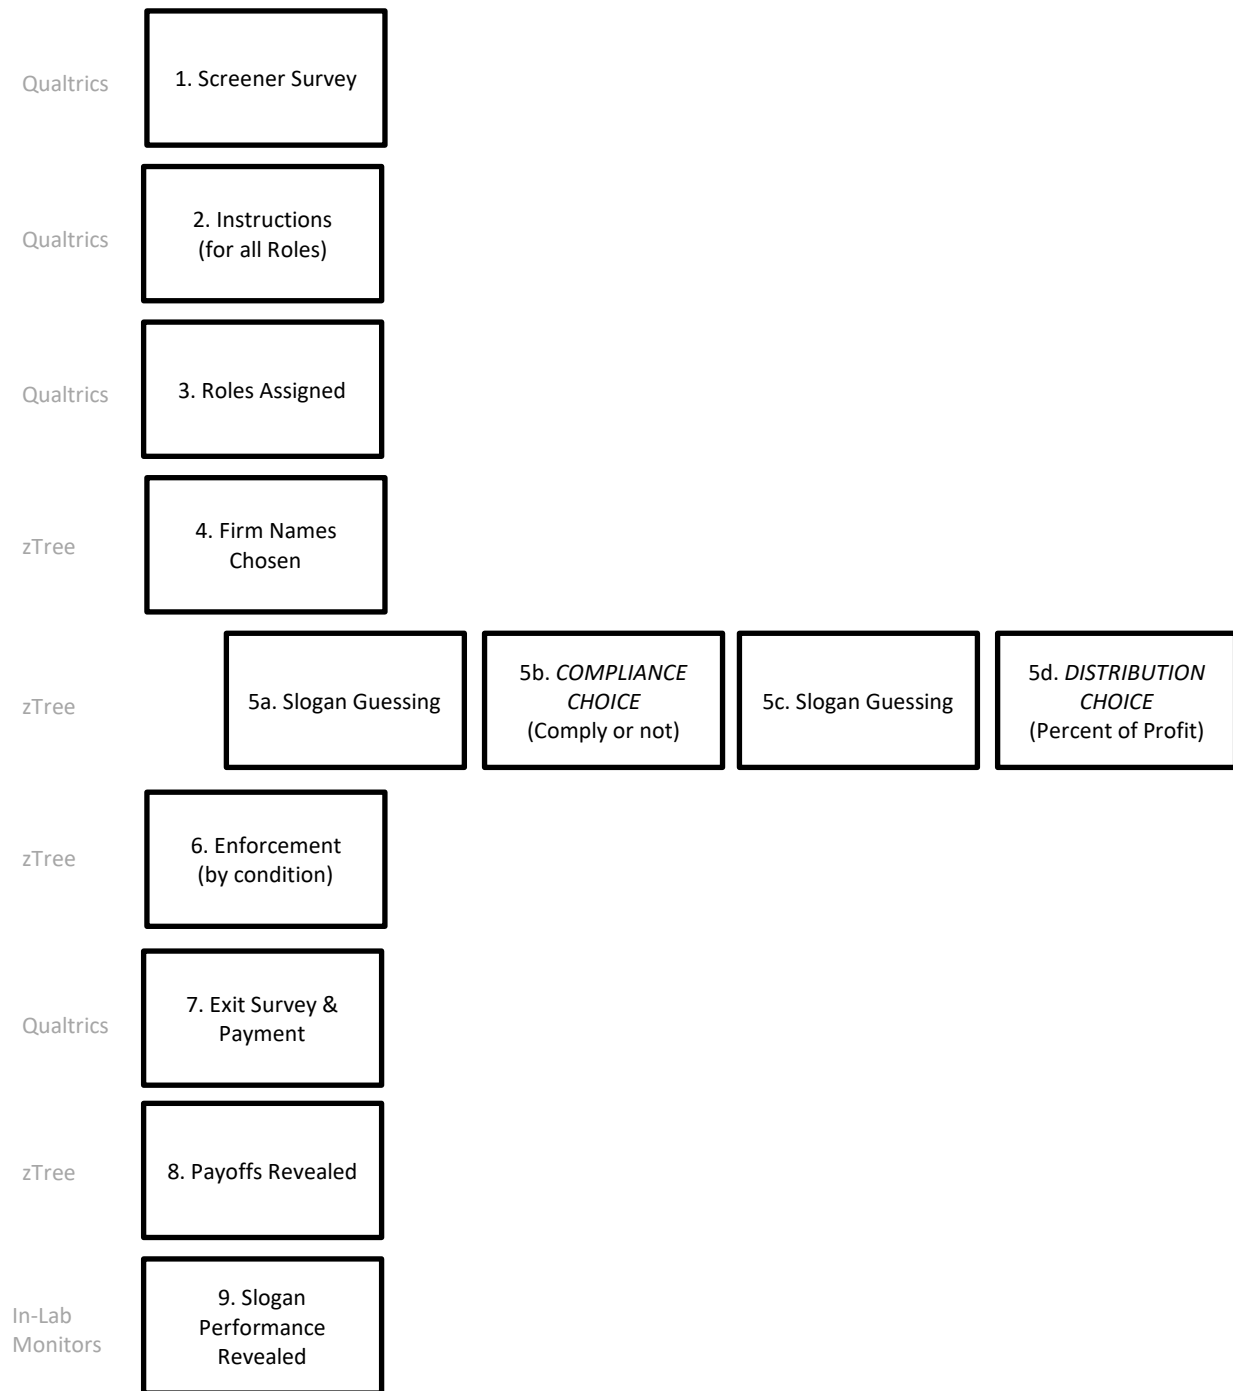 Qualtrics
1. Screener Survey
Qualtrics
2. Instructions
(for all Roles)
Qualtrics
3. Roles Assigned
zTree
4. Firm Names
Chosen
zTree
5a. Slogan Guessing
5b. COMPLIANCE
CHOICE
(Comply or not)
5c. Slogan Guessing
5d. DISTRIBUTION
CHOICE
(Percent of Profit)
zTree
6. Enforcement
(by condition)
Qualtrics
7. Exit Survey &
Payment
zTree
8. Payoffs Revealed
In-Lab
Monitors
9. Slogan
Performance
Revealed